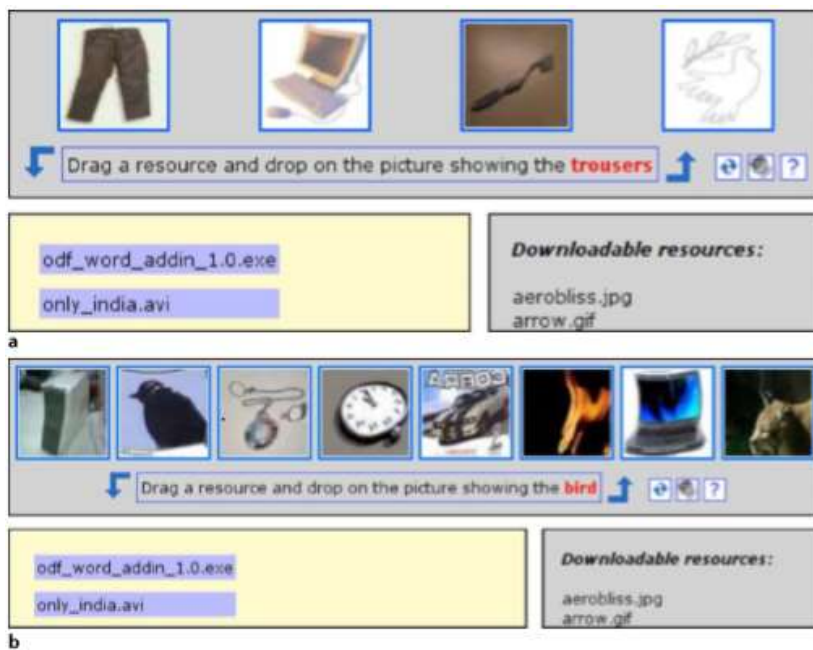 Drag a resource and drop on the picture showing the trousers
?
odf_word_addin_1.0.exe
only_india.avi
Downloadable resources:
aerobliss.jpg
arrow.gif
a
Drag a resource and drop on the picture showing the bird
?
odf_word_addin_1.0.exe
only_india.avi
Downloadable resources:
aerobliss.jpg
arrow.gif
b